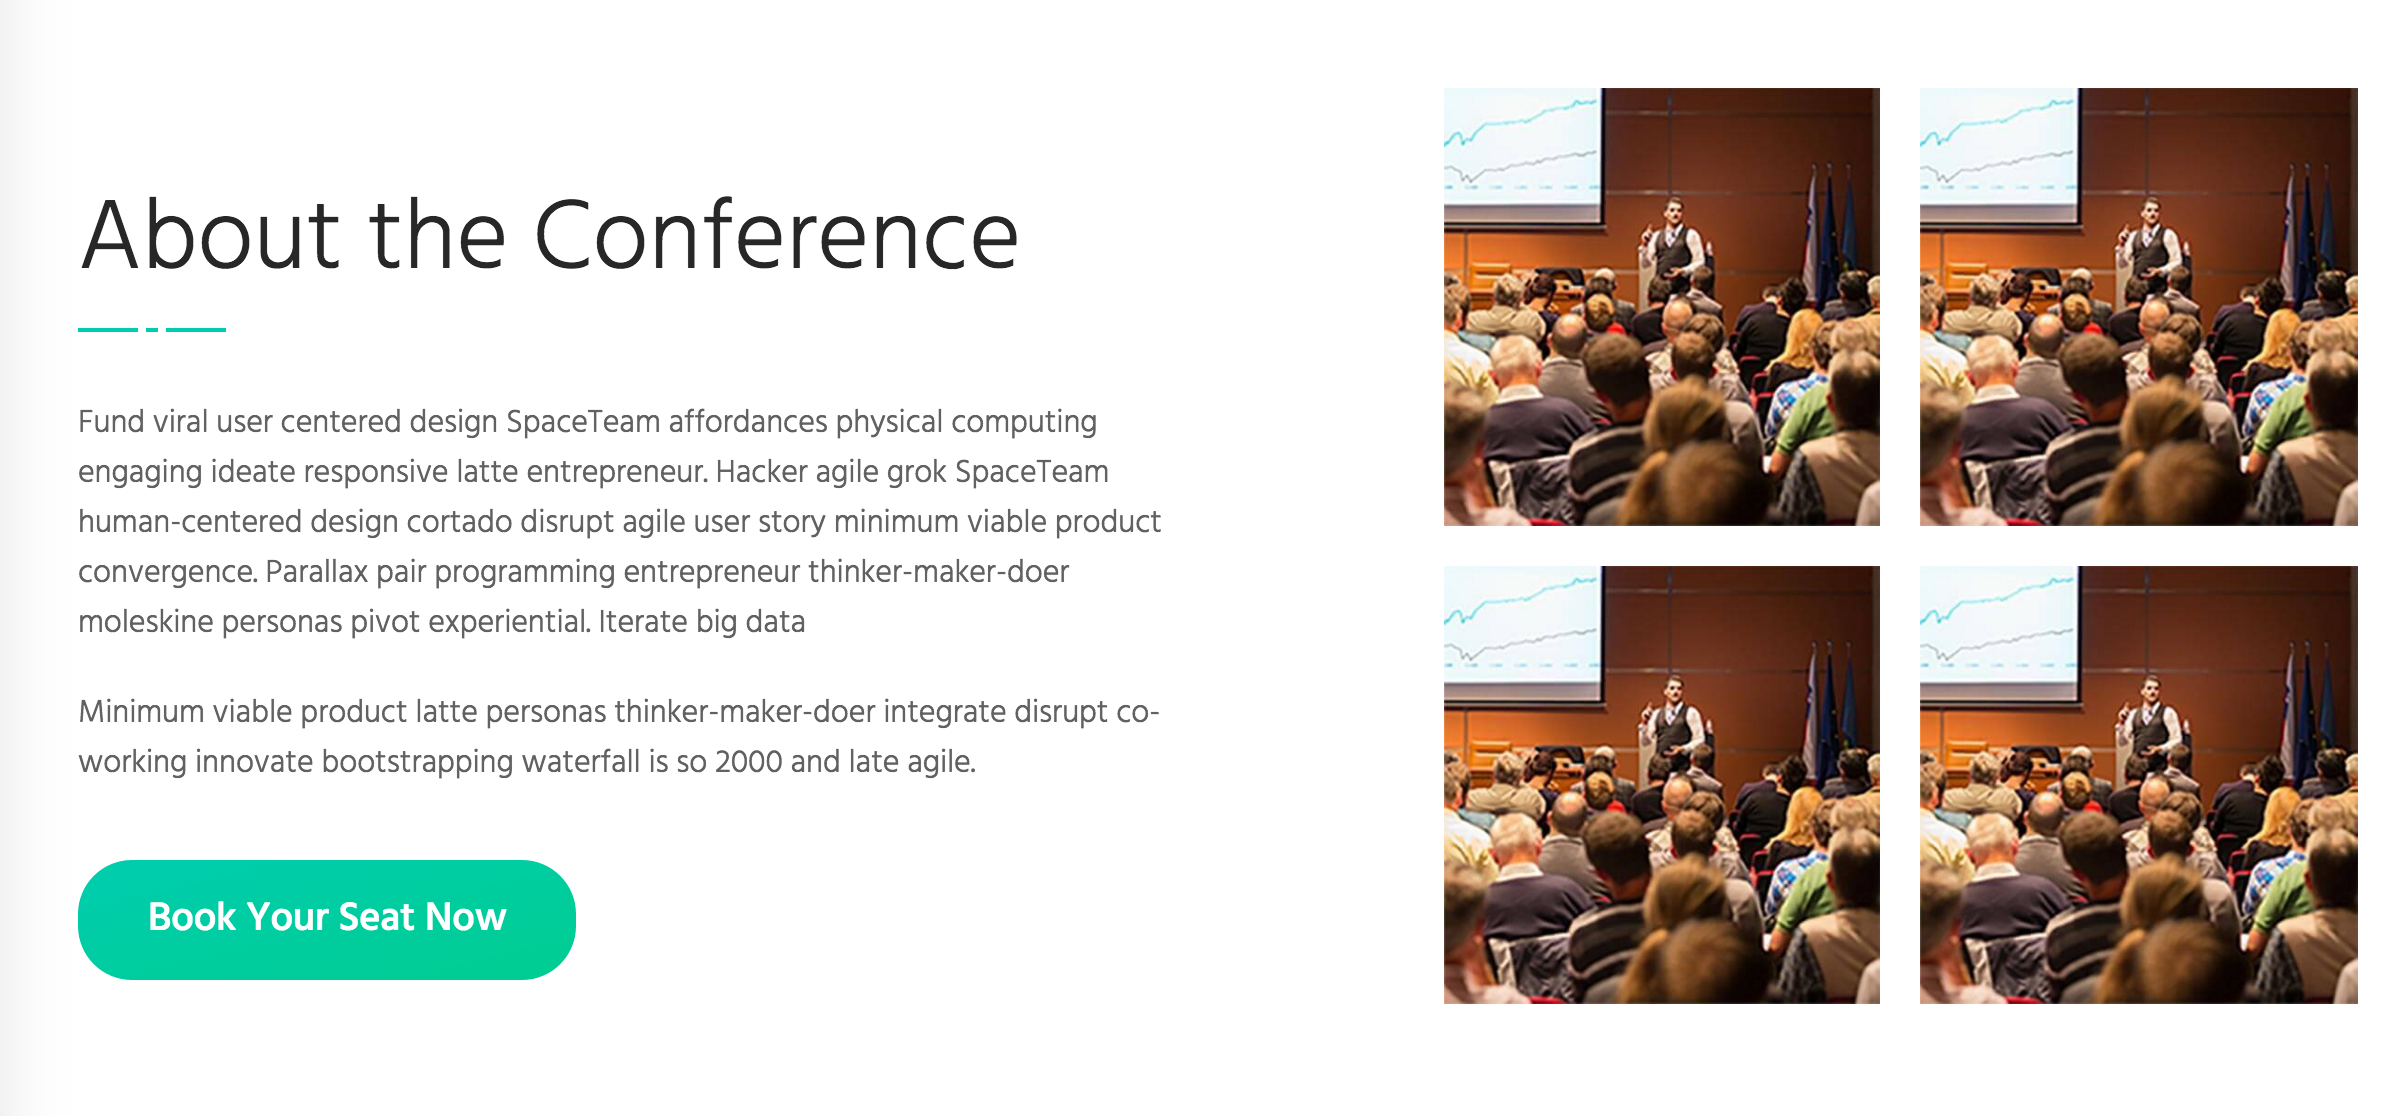 About the Conference
Fund viral user centered design SpaceTeam affordances physical computing
engaging ideate responsive latte entrepreneur. Hacker agile grok SpaceTeam
human-centered design cortado disrupt agile user story minimum viable product
convergence. Parallax pair programming entrepreneur thinker-maker-doer
moleskine personas pivot experiential. Iterate big data
Minimum viable product latte personas thinker-maker-doer integrate disrupt co-
working innovate bootstrapping waterfall is so 2000 and late agile.
Book Your Seat Now